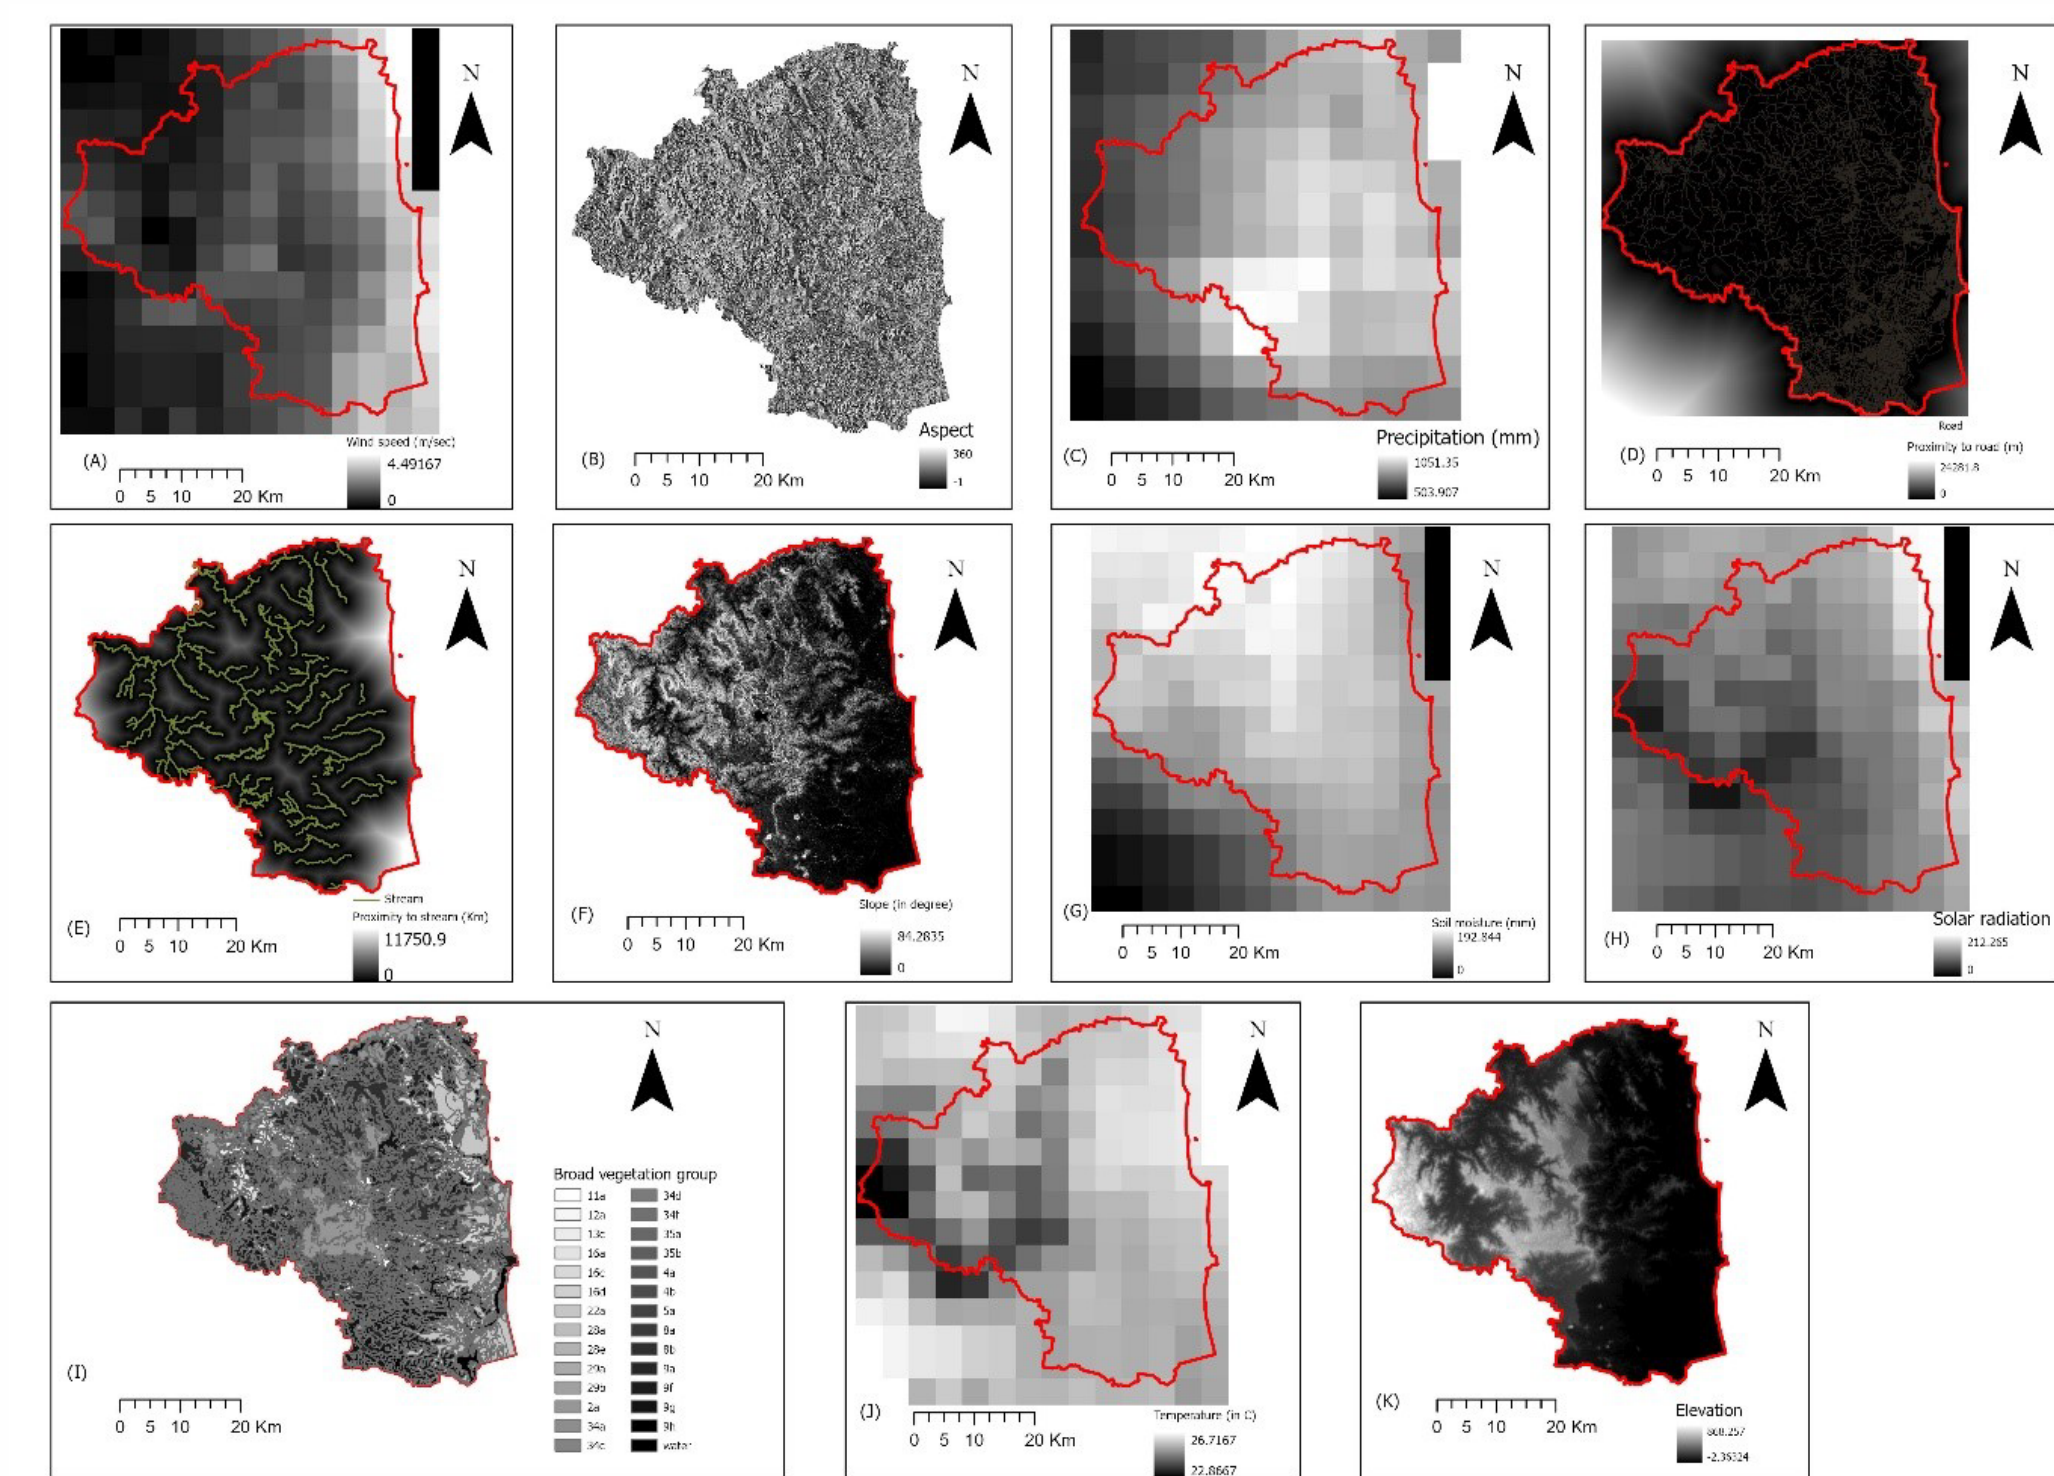 N
Wind speed (m/sec)
4.49167
0
(A)
0 5 10 20 Km
N
Aspect
360
-1
(B)
0 5 10 20 Km
N
Precipitation (mm)
1051.35
503.907
(C)
0 5 10 20 Km
N
Road
Proximity to road (m)
24281.8
0
(D)
0 5 10 20 Km
N
Stream
Proximity to stream (Km)
11750.9
0
(E)
0 5 10 20 Km
N
Slope (in degree)
84.2835
0
(F)
0 5 10 20 Km
N
Soil moisture (mm)
192.844
0
(G)
0 5 10 20 Km
N
Solar radiation
212.265
0
(H)
0 5 10 20 Km
N
Broad vegetation group
11a 34d
12a 34f
13c 35a
16a 35b
16c 4a
16d 4b
22a 5a
28a 8a
28e 8b
29a 9a
29b 9f
2a 9g
34a 9h
34c water
(I)
0 5 10 20 Km
N
Temperature (in C)
26.7167
22.8667
(J)
0 5 10 20 Km
N
Elevation
868.257
-2.36324
(K)
0 5 10 20 Km